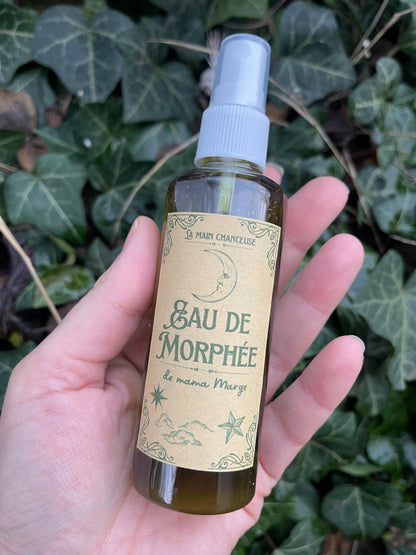 LA MAIN CHANCEUSE
EAU DE
MORPHÉE
de mama Marge